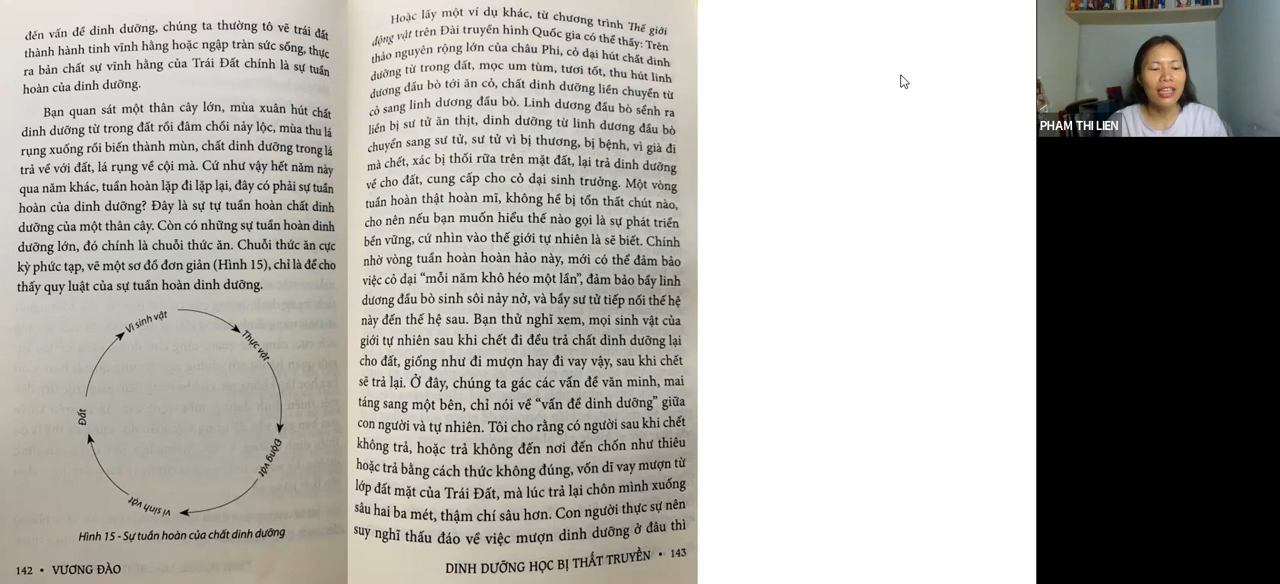 đến vấn đề dinh dưỡng, chúng ta thường tô vẽ trái đất
thành hành tinh vĩnh hằng hoặc ngập tràn sức sống, thực
ra bản chất sự vĩnh hằng của Trái Đất chính là sự tuần
hoàn của dinh dưỡng.
Bạn quan sát một thân cây lớn, mùa xuân hút chất
dinh dưỡng từ trong đất rồi đâm chồi nảy lộc, mùa thu lá
rụng xuống rồi biến thành mùn, chất dinh dưỡng trong lá
trả về với đất, lá rụng về cội mà. Cứ như vậy hết năm này
qua năm khác, tuần hoàn lặp đi lặp lại, đây có phải sự tuần
hoàn của dinh dưỡng? Đây là sự tự tuần hoàn chất dinh
dưỡng của một thân cây. Còn có những sự tuần hoàn dinh
dưỡng lớn, đó chính là chuỗi thức ăn. Chuỗi thức ăn cực
kỳ phức tạp, vẽ một sơ đồ đơn giản (Hình 15), chỉ là để cho
thấy quy luật của sự tuần hoàn dinh dưỡng.
Vi sinh vật
Thực vật
Động vật
Vi sinh vật
Đất
Hình 15 - Sự tuần hoàn của chất dinh dưỡng
142 • VƯƠNG ĐÀO
Hoặc lấy một ví dụ khác, từ chương trình Thế giới
động vật trên Đài truyền hình Quốc gia có thể thấy: Trên
thảo nguyên rộng lớn của châu Phi, cỏ dại hút chất dinh
dưỡng từ trong đất, mọc um tùm, tươi tốt, thu hút linh
dương đầu bò tới ăn cỏ, chất dinh dưỡng liền chuyển từ
cỏ sang linh dương đầu bò. Linh dương đầu bò sểnh ra
liền bị sư tử ăn thịt, dinh dưỡng từ linh dương đầu bò
chuyển sang sư tử, sư tử vì bị thương, bị bệnh, vì già đi
mà chết, xác bị thối rữa trên mặt đất, lại trả dinh dưỡng
về cho đất, cung cấp cho cỏ dại sinh trưởng. Một vòng
tuần hoàn thật hoàn mĩ, không hề bị tổn thất chút nào,
cho nên nếu bạn muốn hiểu thế nào gọi là sự phát triển
bền vững, cứ nhìn vào thế giới tự nhiên là sẽ biết. Chính
nhờ vòng tuần hoàn hoàn hảo này, mới có thể đảm bảo
việc cỏ dại “mỗi năm khô héo một lần”, đảm bảo bầy linh
dương đầu bò sinh sôi nảy nở, và bầy sư tử tiếp nối thế hệ
này đến thế hệ sau. Bạn thử nghĩ xem, mọi sinh vật của
giới tự nhiên sau khi chết đi đều trả chất dinh dưỡng lại
cho đất, giống như đi mượn hay đi vay vậy, sau khi chết
sẽ trả lại. Ở đây, chúng ta gác các vấn đề văn minh, mai
táng sang một bên, chỉ nói về “vấn đề dinh dưỡng” giữa
con người và tự nhiên. Tôi cho rằng có người sau khi chết
không trả, hoặc trả không đến nơi đến chốn như thiêu
hoặc trả bằng cách thức không đúng, vốn dĩ vay mượn từ
lớp đất mặt của Trái Đất, mà lúc trả lại chôn mình xuống
sâu hai ba mét, thậm chí sâu hơn. Con người thực sự nên
suy nghĩ thấu đáo về việc mượn dinh dưỡng ở đâu thì
DINH DƯỠNG HỌC BỊ THẤT TRUYỀN • 143
PHAM THI LIEN